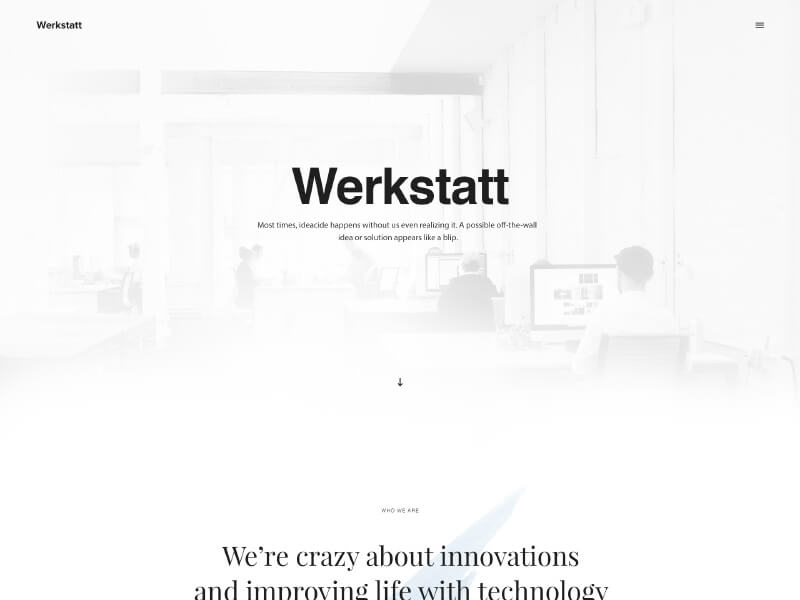 Werkstatt
Werkstatt
Most times, ideacide happens without us even realizing it. A possible off-the-wall
idea or solution appears like a blip.
WHO WE ARE
We’re crazy about innovations
and improving life with technology